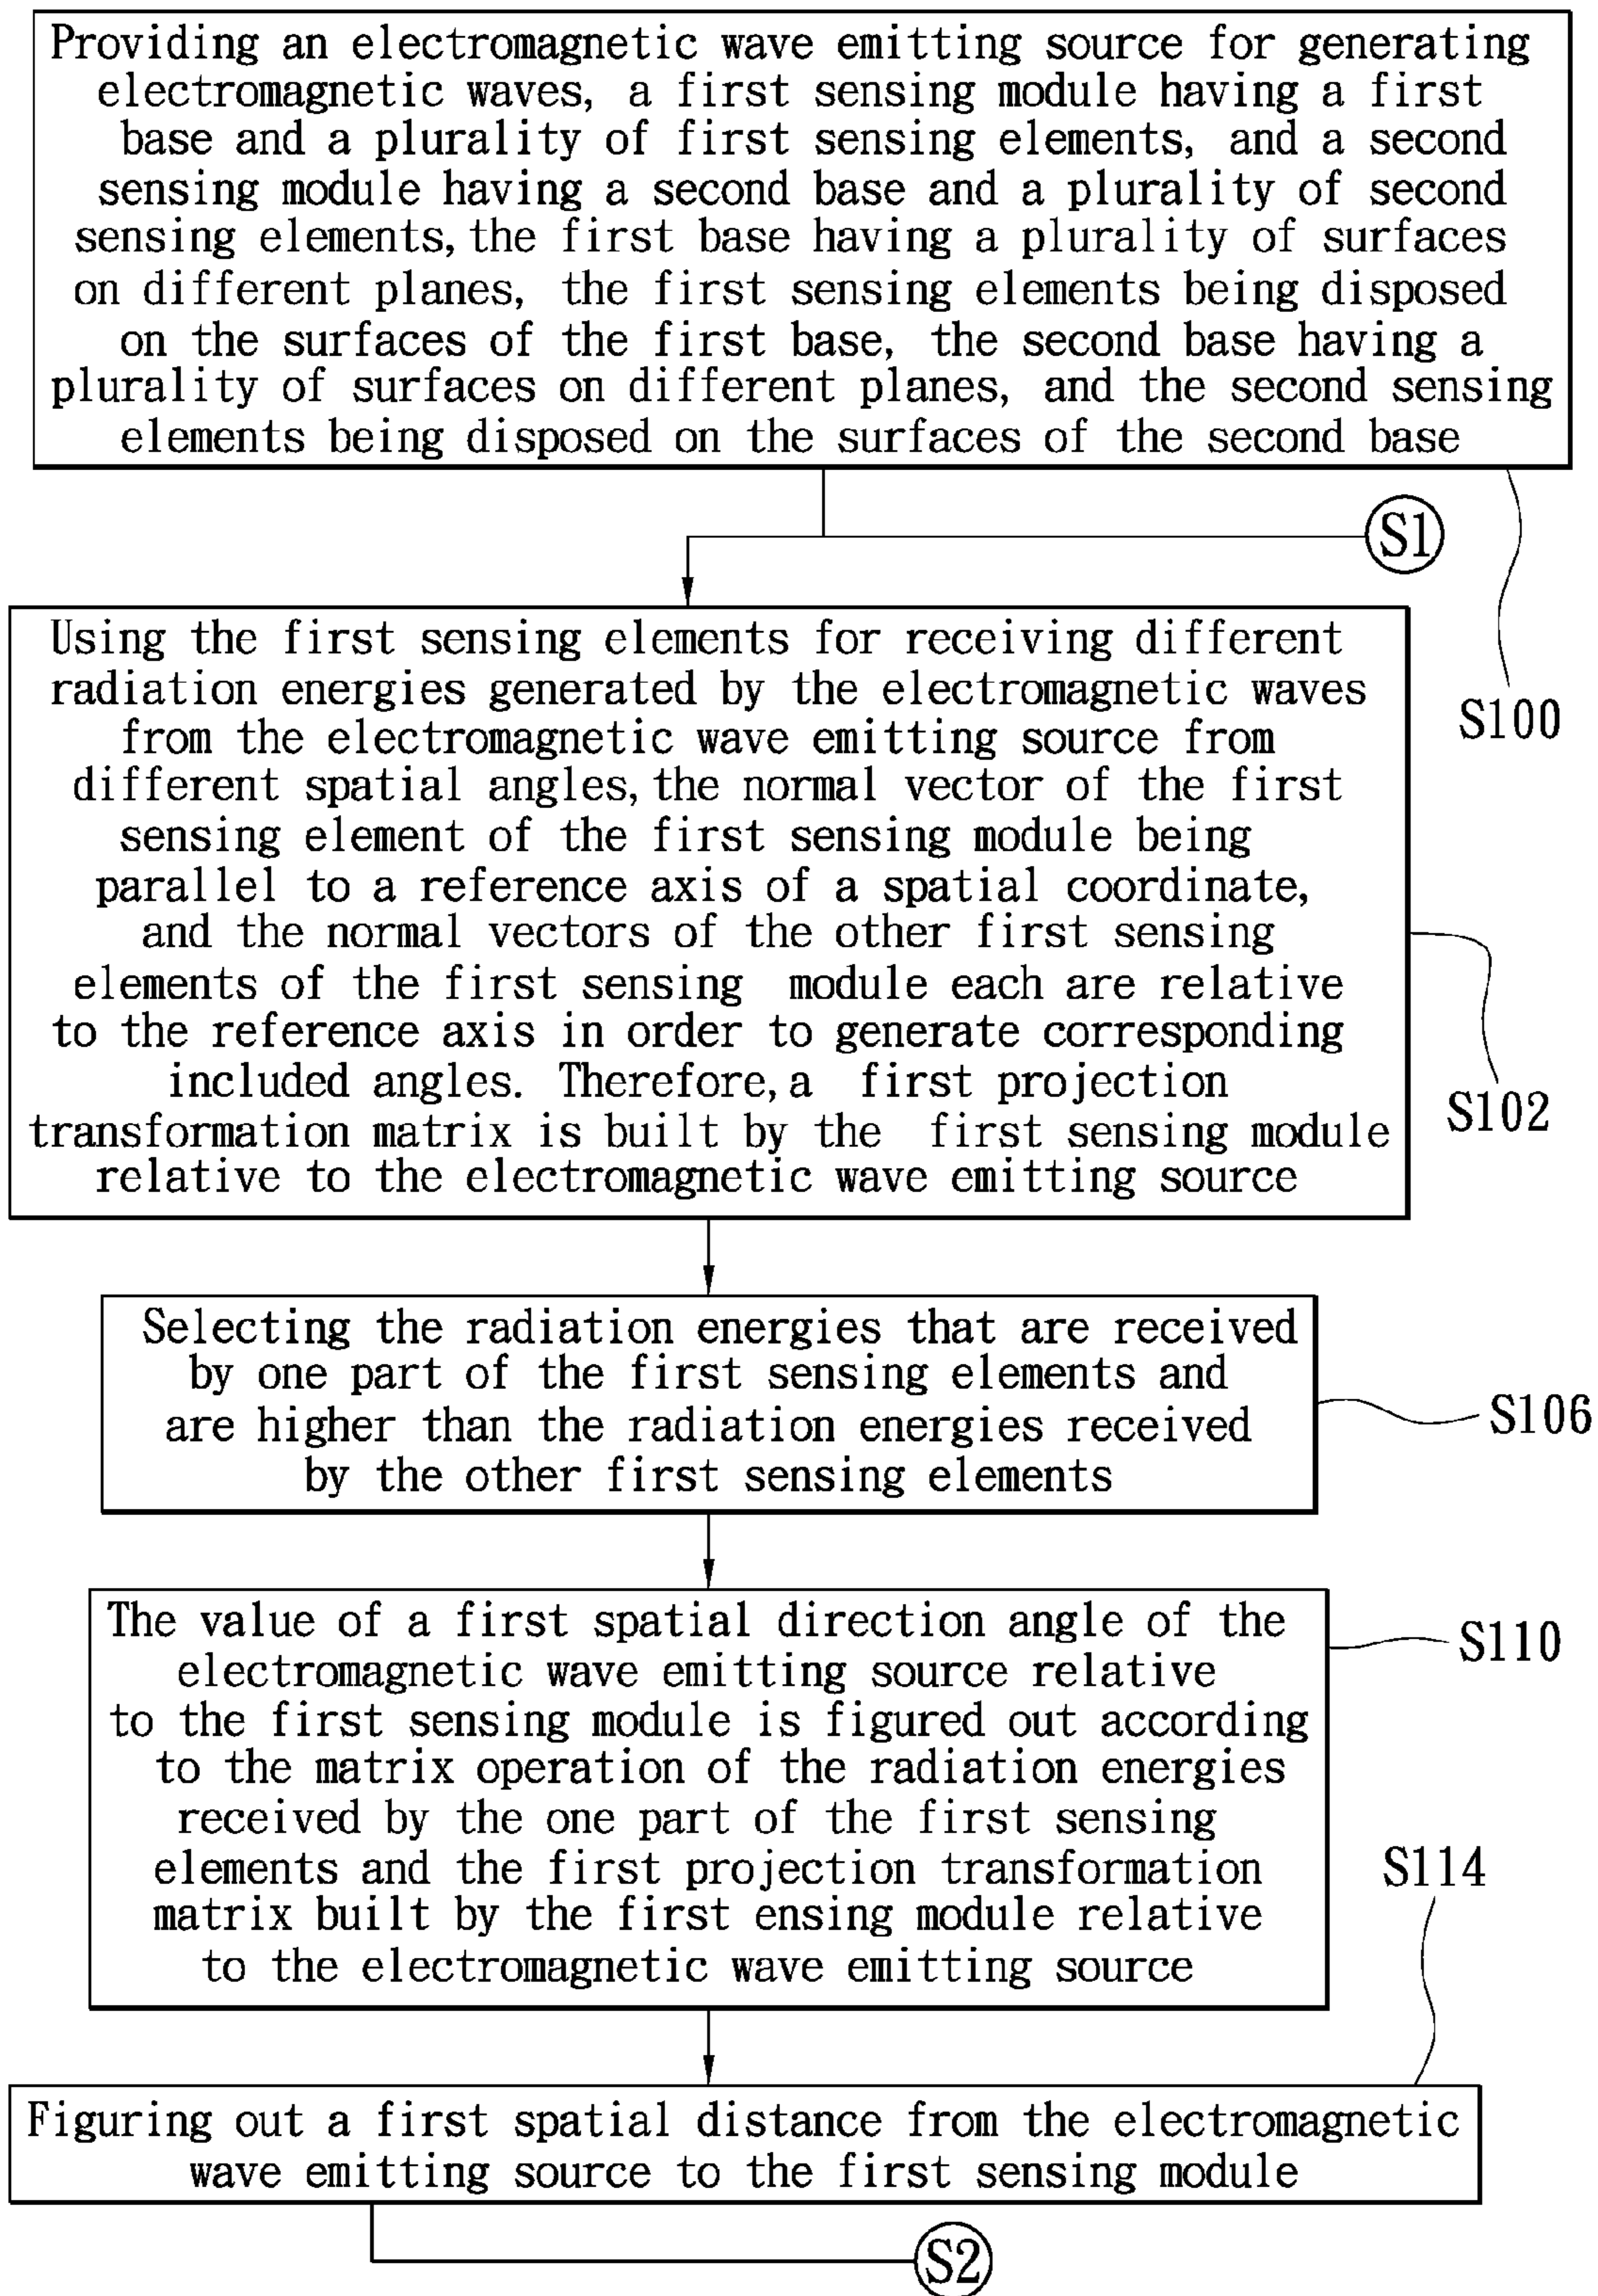 Providing an electromagnetic wave emitting source for generating
electromagnetic waves, a first sensing module having a first
base and a plurality of first sensing elements, and a second
sensing module having a second base and a plurality of second
sensing elements, the first base having a plurality of surfaces
on different planes, the first sensing elements being disposed
on the surfaces of the first base, the second base having a
plurality of surfaces on different planes, and the second sensing
elements being disposed on the surfaces of the second base
S1
S100
Using the first sensing elements for receiving different
radiation energies generated by the electromagnetic waves
from the electromagnetic wave emitting source from
different spatial angles, the normal vector of the first
sensing element of the first sensing module being
parallel to a reference axis of a spatial coordinate,
and the normal vectors of the other first sensing
elements of the first sensing module each are relative
to the reference axis in order to generate corresponding
included angles. Therefore, a first projection
transformation matrix is built by the first sensing module
relative to the electromagnetic wave emitting source
S102
Selecting the radiation energies that are received
by one part of the first sensing elements and
are higher than the radiation energies received
by the other first sensing elements
S106
The value of a first spatial direction angle of the
electromagnetic wave emitting source relative
to the first sensing module is figured out according
to the matrix operation of the radiation energies
received by the one part of the first sensing
elements and the first projection transformation
matrix built by the first ensing module relative
to the electromagnetic wave emitting source
S110
S114
Figuring out a first spatial distance from the electromagnetic
wave emitting source to the first sensing module
S2